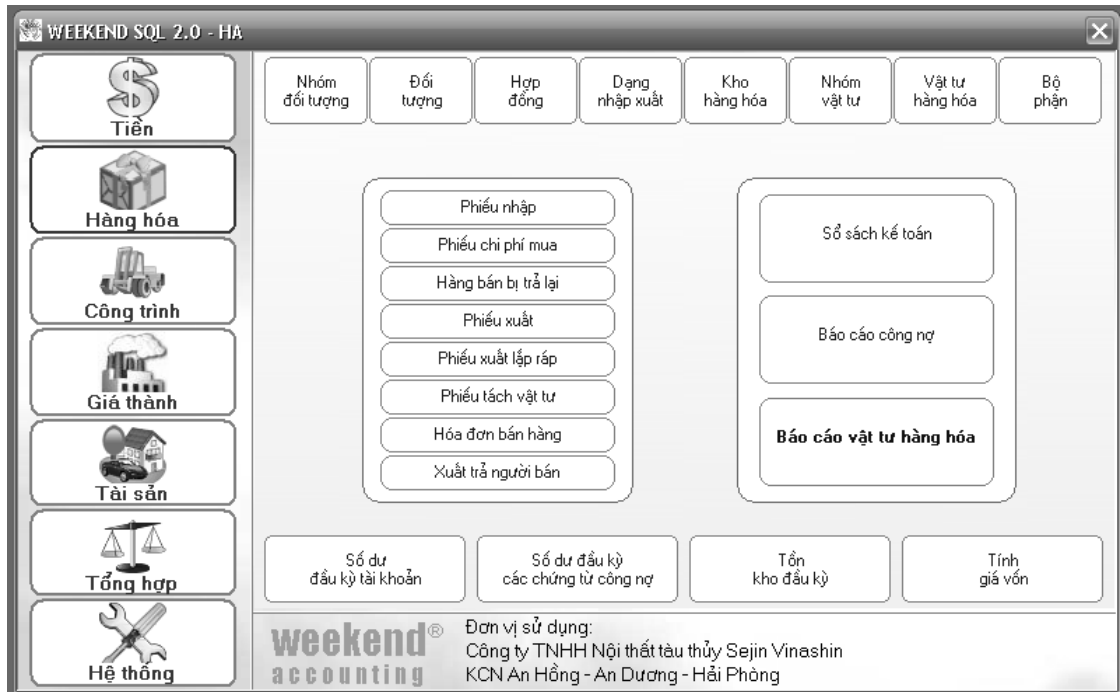 WEEKEND SQL 2.0 - HA
Tiền
Hàng hóa
Công trình
Giá thành
Tài sản
Tổng hợp
Hệ thống
Nhóm
đối tượng
Đối
tượng
Hợp
đồng
Dạng
nhập xuất
Kho
hàng hóa
Nhóm
vật tư
Vật tư
hàng hóa
Bộ
phận
Phiếu nhập
Phiếu chi phí mua
Hàng bán bị trả lại
Phiếu xuất
Phiếu xuất lắp ráp
Phiếu tách vật tư
Hóa đơn bán hàng
Xuất trả người bán
Sổ sách kế toán
Báo cáo công nợ
Báo cáo vật tư hàng hóa
Số dư
đầu kỳ tài khoản
Số dư đầu kỳ
các chứng từ công nợ
Tồn
kho đầu kỳ
Tính
giá vốn
weekend®
accounting
Đơn vị sử dụng:
Công ty TNHH Nội thất tàu thủy Sejin Vinashin
KCN An Hồng - An Dương - Hải Phòng